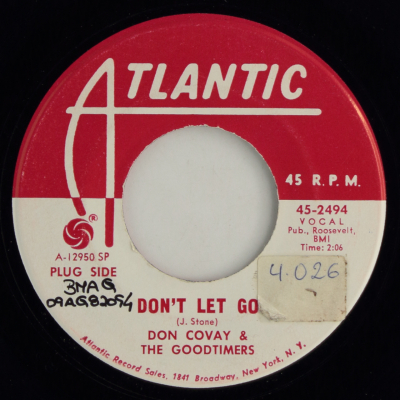 ATLANTIC
45 R.P.M.
45-2494
VOCAL
Pub., Roosevelt,
BMI
Time: 2:06
®
A-12950 SP
PLUG SIDE
4.026
DON'T LET GO
(J. Stone)
DON COVAY &
THE GOODTIMERS
Atlantic Record Sales, 1841 Broadway, New York, N. Y.